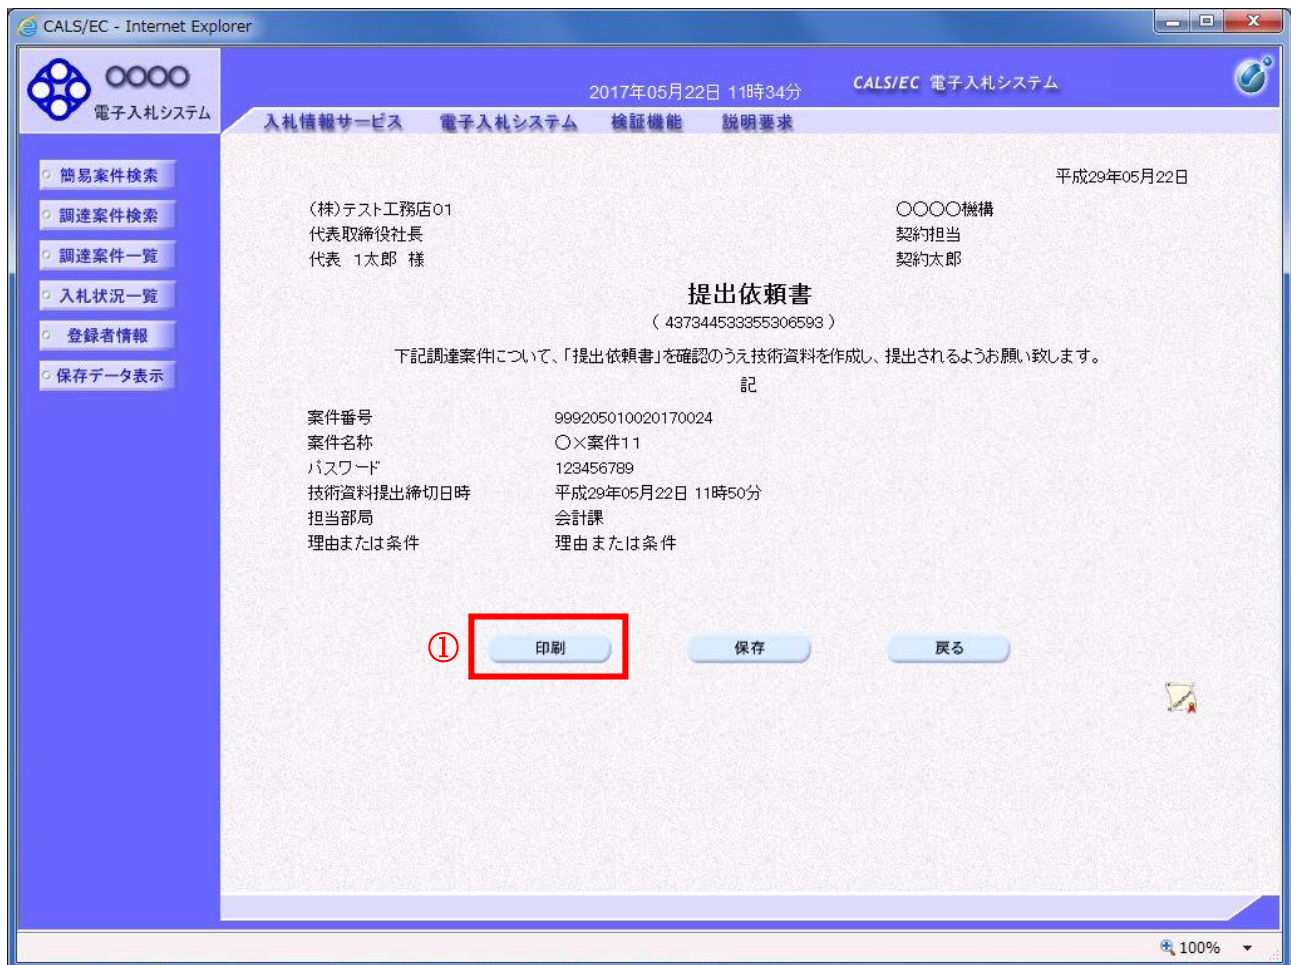 CALS/EC - Internet Explorer
〇〇〇〇
電子入札システム
2017年05月22日 11時34分
CALS/EC 電子入札システム
入札情報サービス 電子入札システム 検証機能 説明要求
簡易案件検索
調達案件検索
調達案件一覧
入札状況一覧
登録者情報
保存データ表示
平成29年05月22日
(株)テスト工務店01
代表取締役社長
代表 1太郎 様
〇〇〇〇機構
契約担当
契約太郎
提出依頼書
( 437344533355306593 )
下記調達案件について、「提出依頼書」を確認のうえ技術資料を作成し、提出されるようお願い致します。
記
案件番号 999205010020170024
案件名称 〇×案件11
パスワード 123456789
技術資料提出締切日時 平成29年05月22日 11時50分
担当部局 会計課
理由または条件 理由または条件
① 印刷 保存 戻る
100%